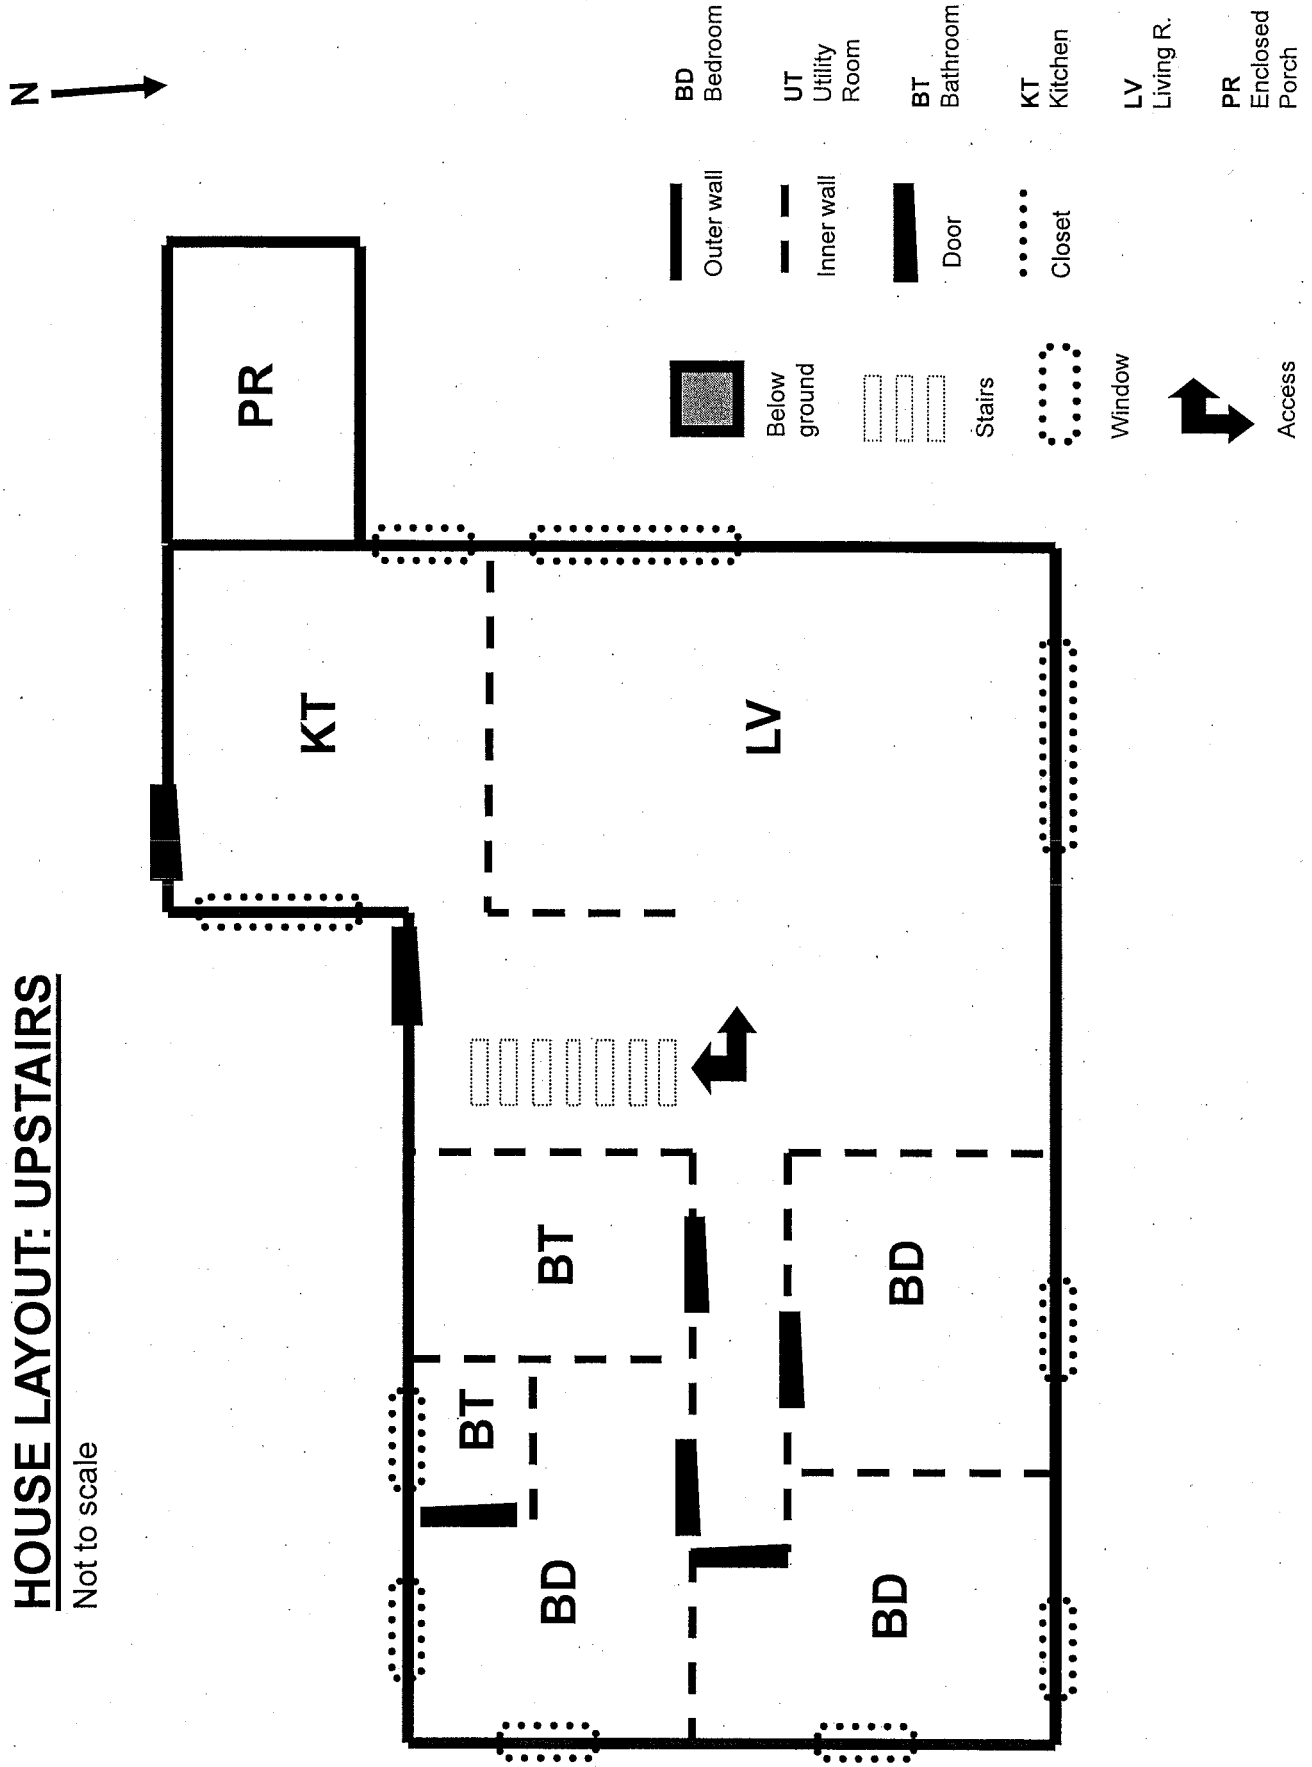 HOUSE LAYOUT: UPSTAIRS
Not to scale
N
PR
KT
LV
BT
BT
BD
BD
BD
Below
ground
Stairs
Window
Access
Outer wall
Inner wall
Door
Closet
BD
Bedroom
UT
Utility
Room
BT
Bathroom
KT
Kitchen
LV
Living R.
PR
Enclosed
Porch